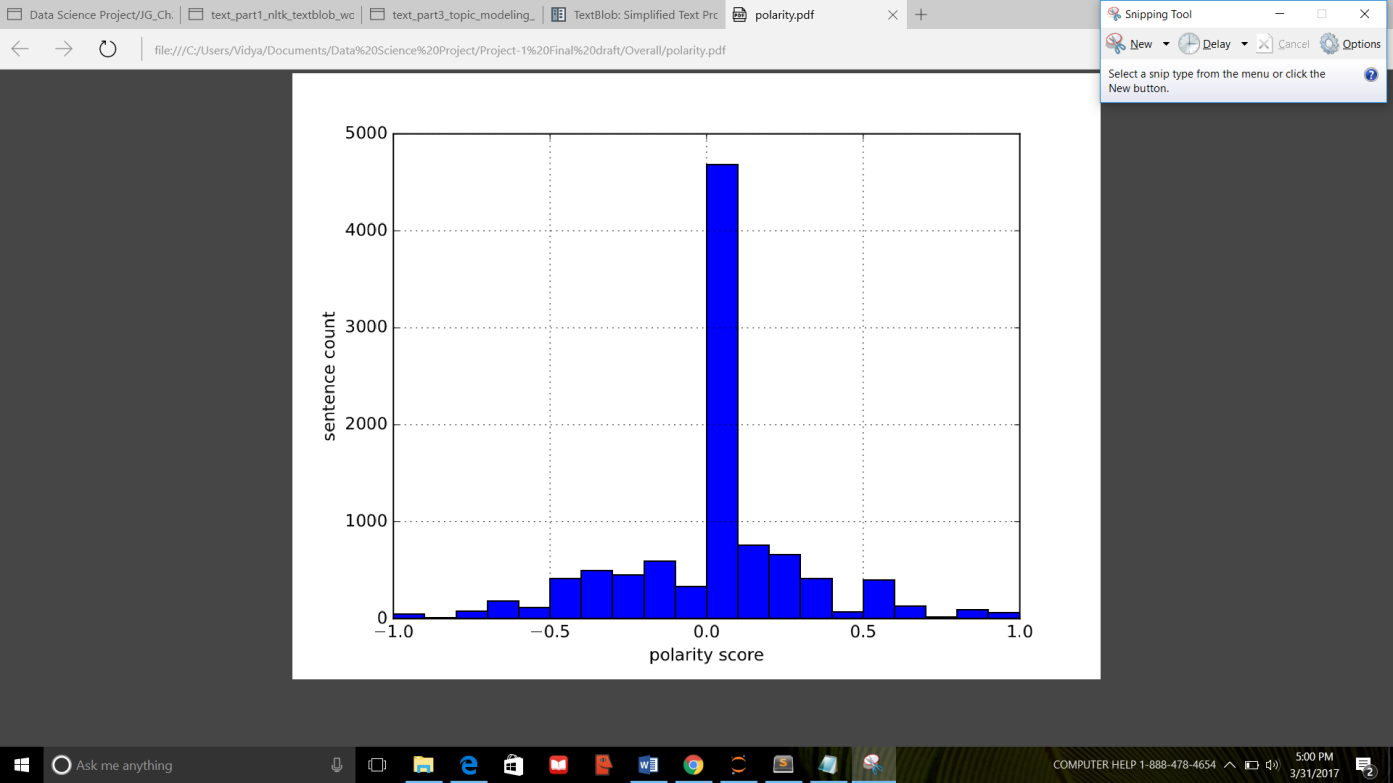 Data Science Project/JG_Ch.
text_part1_nltk_textblob_wc
text_part3_topic_modeling_
TextBlob: Simplified Text Prc
polarity.pdf
file:///C:/Users/Vidya/Documents/Data%20Science%20Project/Project-1%20Final%20draft/Overall/polarity.pdf
Snipping Tool
New
Delay
Cancel
Options
Select a snip type from the menu or click the
New button.
5000
4000
3000
2000
1000
0
sentence count
−1.0 −0.5 0.0 0.5 1.0
polarity score
Ask me anything
COMPUTER HELP 1-888-478-4654
5:00 PM
3/31/2017
2